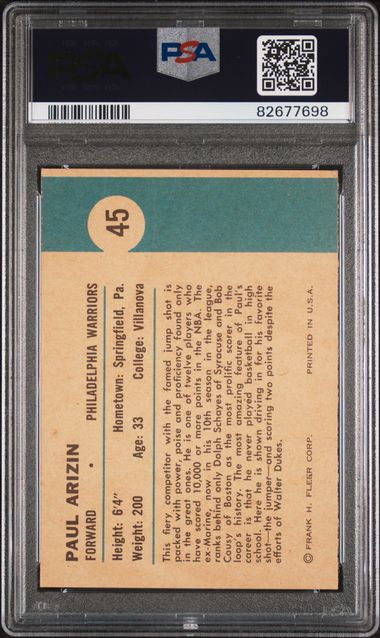 PSA
PSA
82677698
45
PAUL ARIZIN
FORWARD • PHILADELPHIA WARRIORS
Height: 6'4" Hometown: Springfield, Pa.
Weight: 200 Age: 33 College: Villanova
This fiery competitor with the famed jump shot is
packed with power, poise and proficiency found only
in the great ones. He is one of twelve players who
have scored 10,000 or more points in the NBA. The
ex-Marine, now in his 10th season in the league,
ranks behind only Dolph Schayes of Syracuse and Bob
Cousy of Boston as the most prolific scorer in the
loop's history. The most amazing feature of Paul's
career is that he never played basketball in high
school. Here he is shown driving in for his favorite
shot—the jumper—and scoring two points despite the
efforts of Walter Dukes.
© FRANK H. FLEER CORP. PRINTED IN U.S.A.